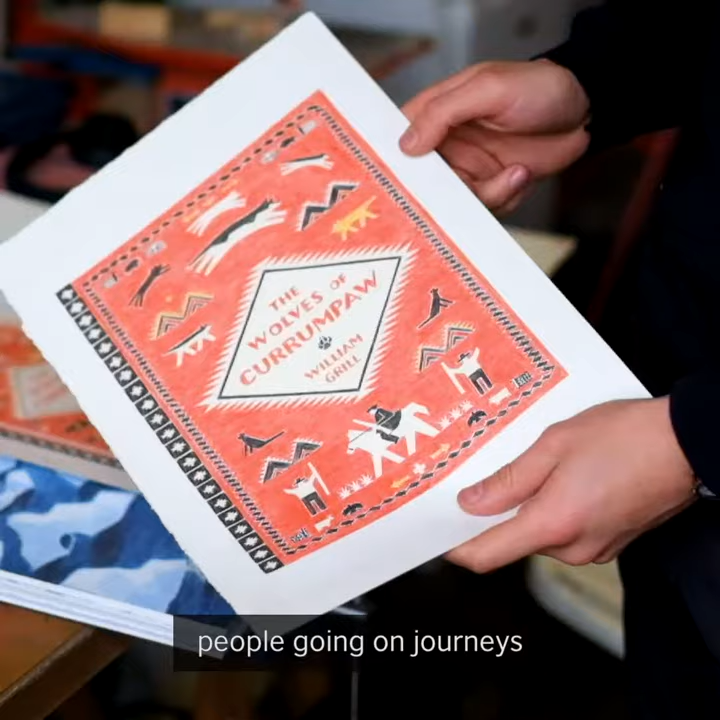 THE
WOLVES OF
CURRUMPAW
WILLIAM
GRILL
people going on journeys